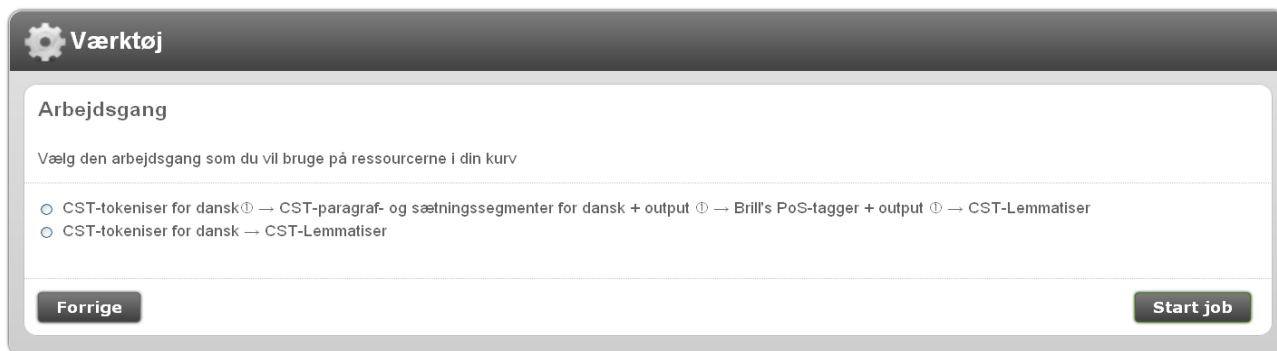 Værktøj
Arbejdsgang
Vælg den arbejdsgang som du vil bruge på ressourcerne i din kurv
CST-tokeniser for dansk① → CST-paragraf- og sætningssegmenter for dansk + output ① → Brill's PoS-tagger + output ① → CST-Lemmatiser
CST-tokeniser for dansk → CST-Lemmatiser
Forrige
Start job